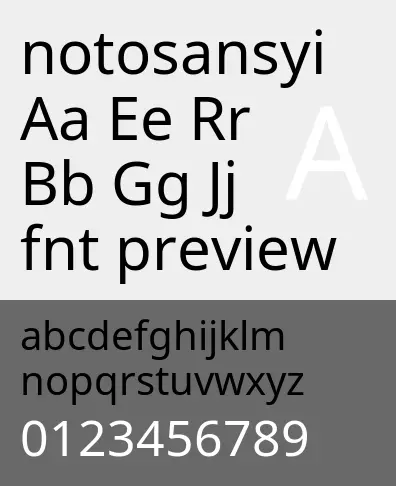 notosansyi
Aa Ee Rr
A
Bb Gg Jj
fnt preview
abcdefghijklm
nopqrstuvwxyz
0123456789